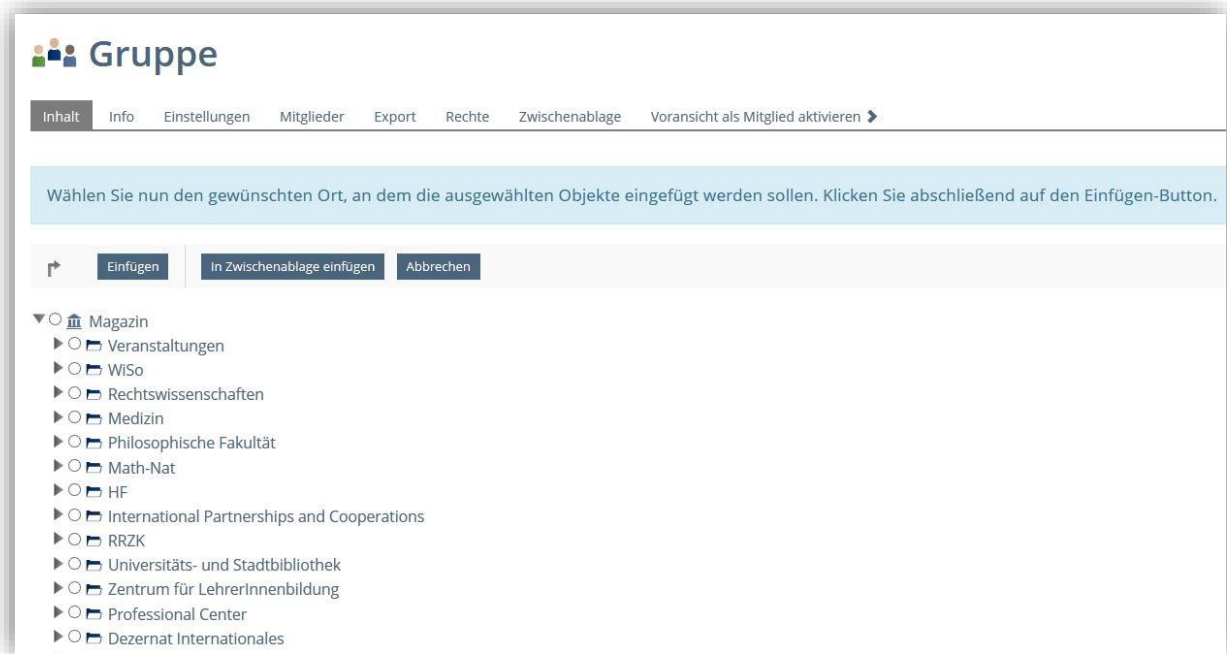 Gruppe
Inhalt Info Einstellungen Mitglieder Export Rechte Zwischenablage Voransicht als Mitglied aktivieren
Wählen Sie nun den gewünschten Ort, an dem die ausgewählten Objekte eingefügt werden sollen. Klicken Sie abschließend auf den Einfügen-Button.
Einfügen In Zwischenablage einfügen Abbrechen
Magazin
Veranstaltungen
WiSo
Rechtswissenschaften
Medizin
Philosophische Fakultät
Math-Nat
HF
International Partnerships and Cooperations
RRZK
Universitäts- und Stadtbibliothek
Zentrum für LehrerInnenbildung
Professional Center
Dezernat Internationales